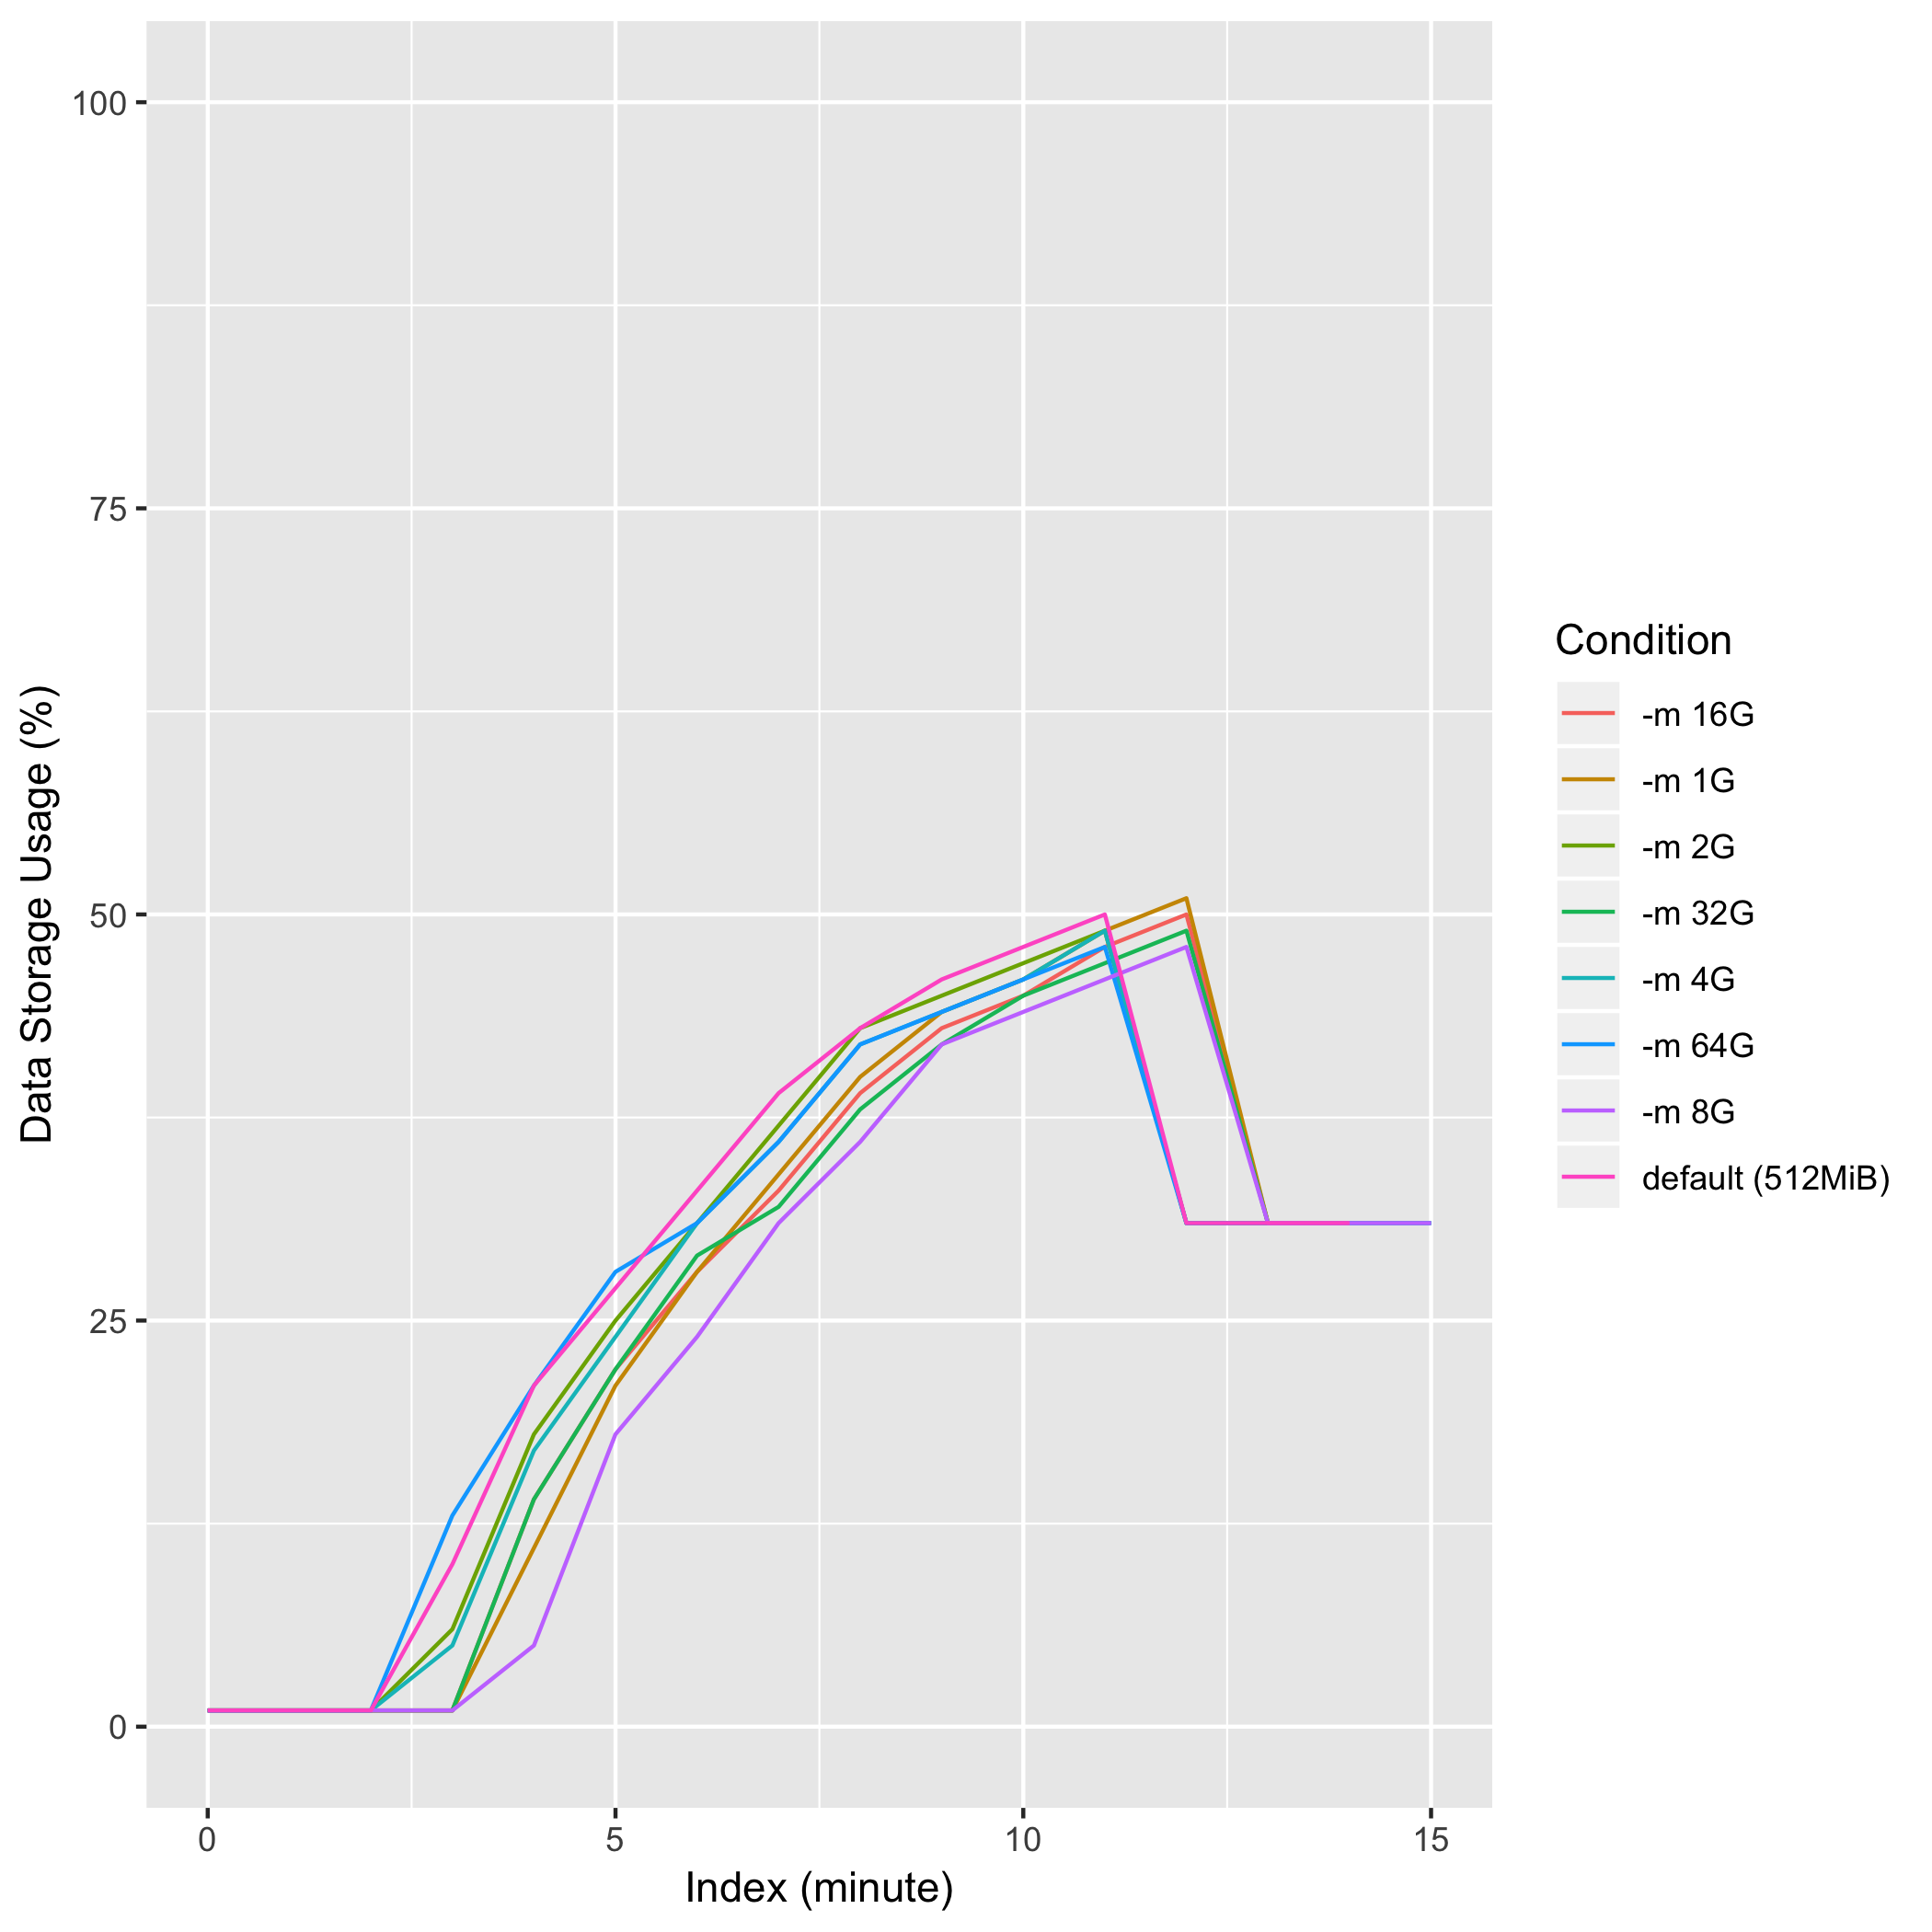 Data Storage Usage (%)
100
75
50
25
0
0 5 10 15
Index (minute)
Condition
-m 16G
-m 1G
-m 2G
-m 32G
-m 4G
-m 64G
-m 8G
default (512MiB)